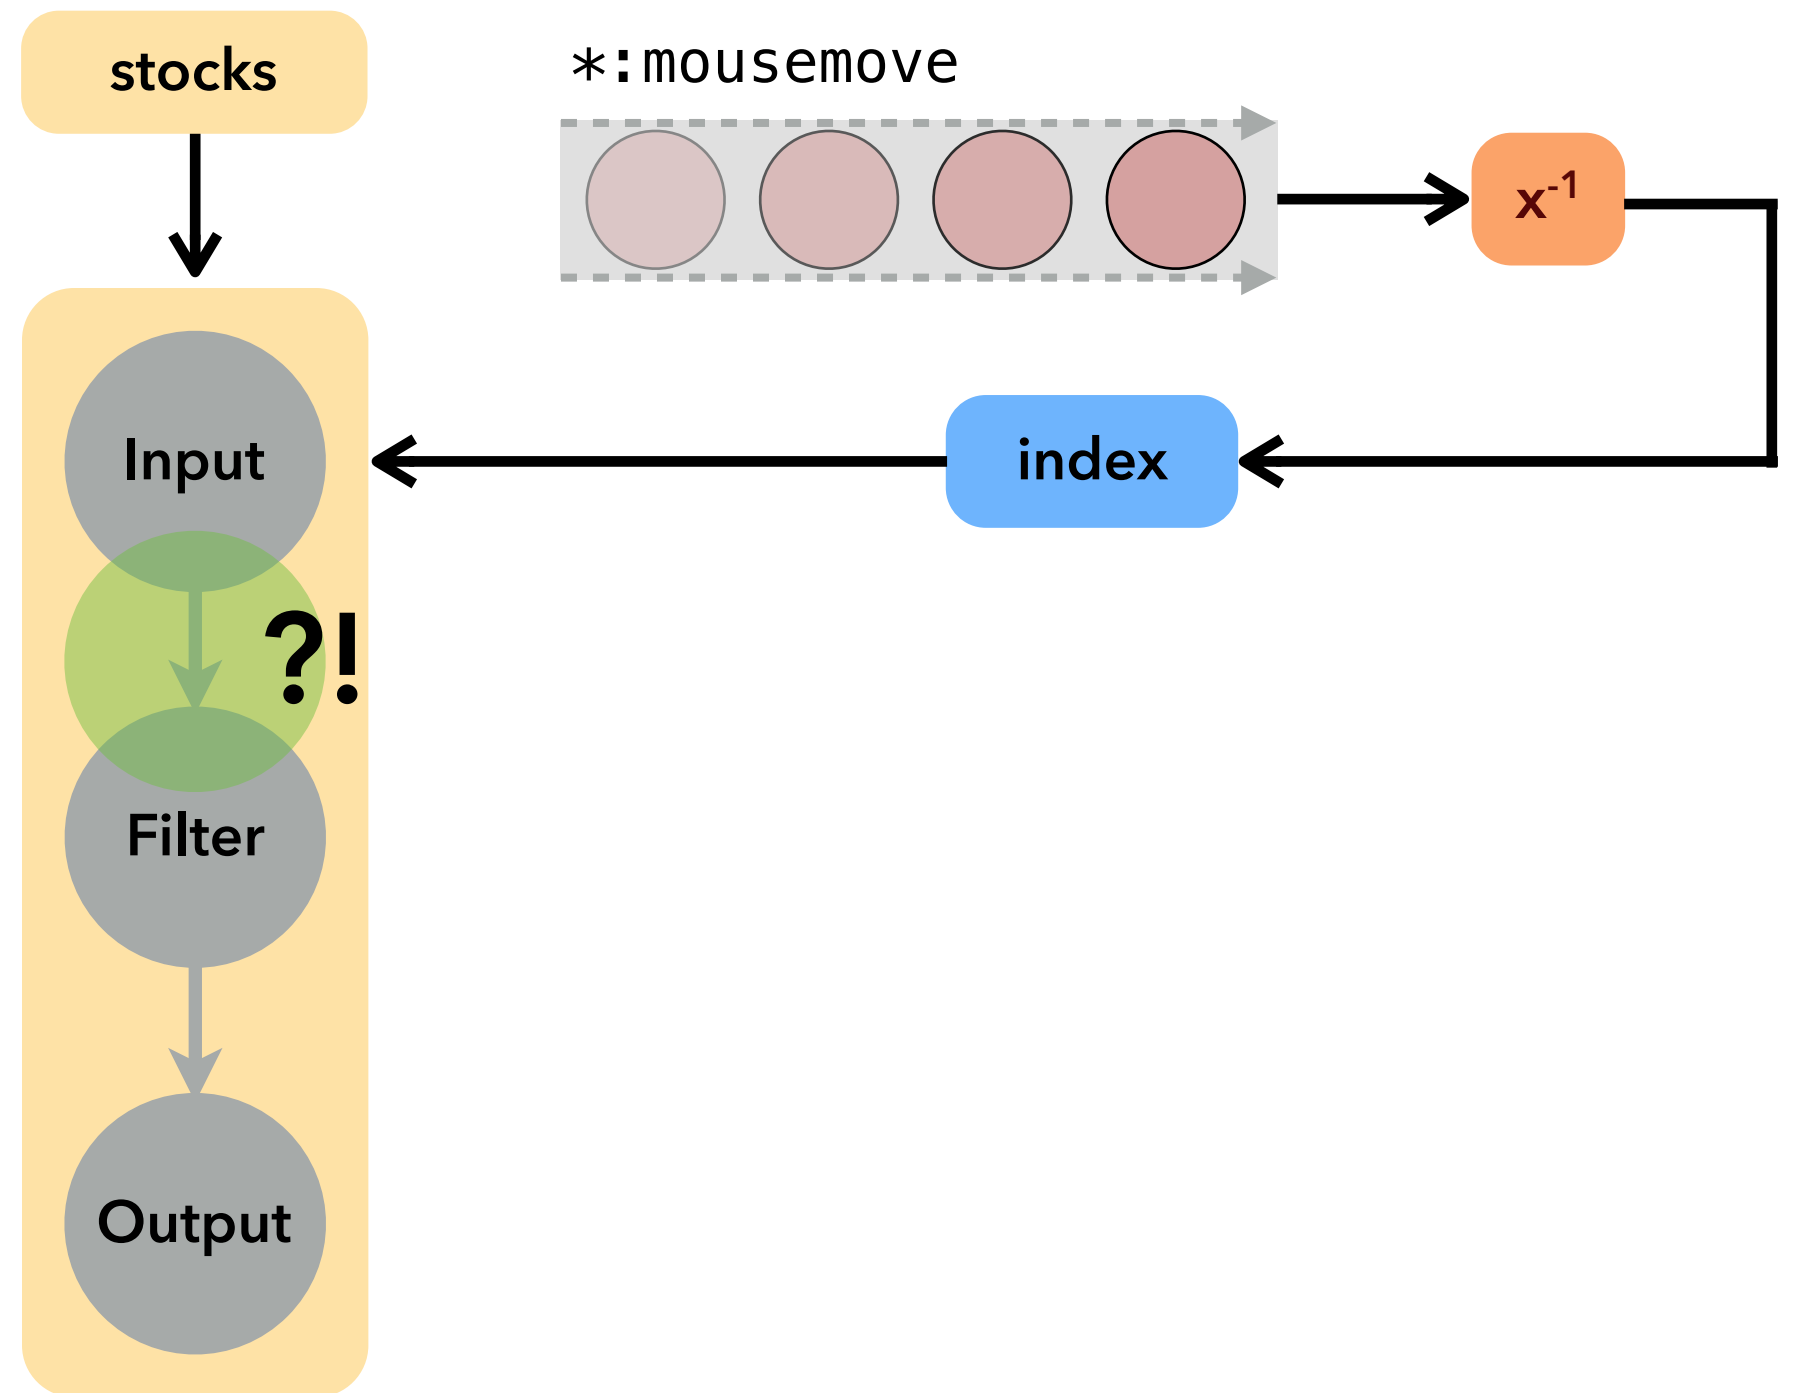 stocks
*:mousemove
x⁻¹
Input
index
?!
Filter
Output